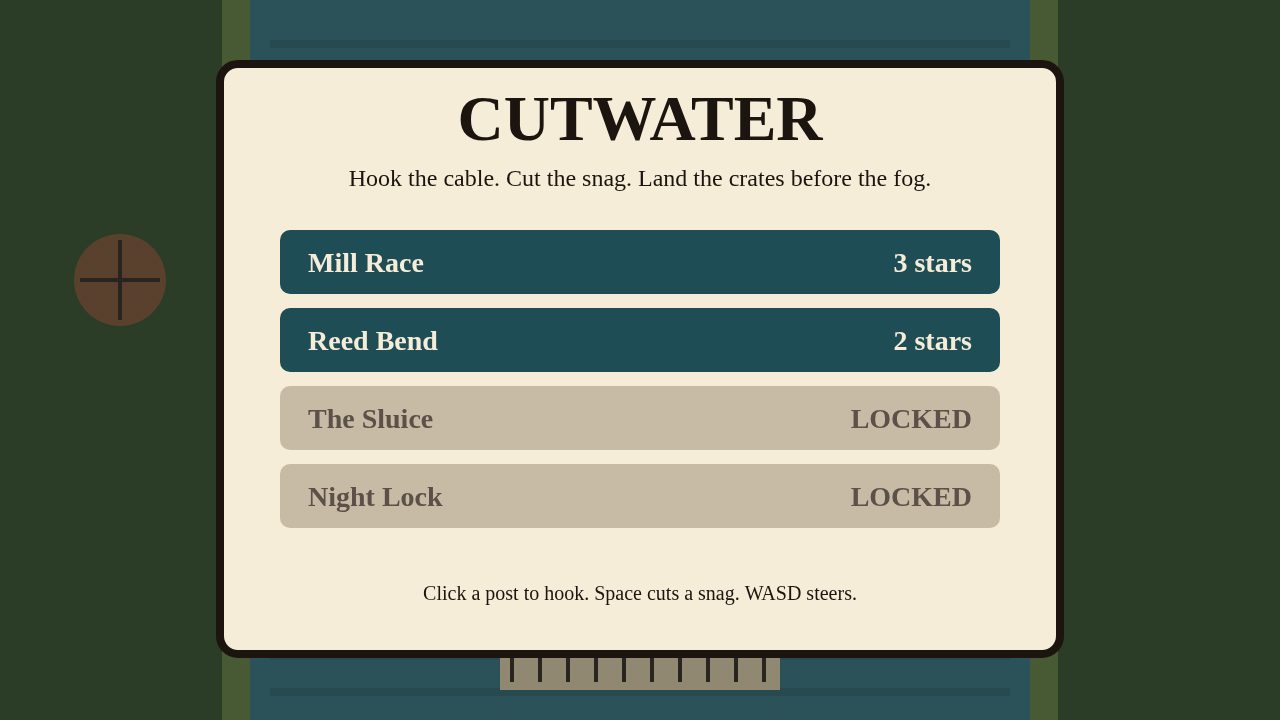 CUTWATER
Hook the cable. Cut the snag. Land the crates before the fog.
Mill Race 3 stars
Reed Bend 2 stars
The Sluice LOCKED
Night Lock LOCKED
Click a post to hook. Space cuts a snag. WASD steers.